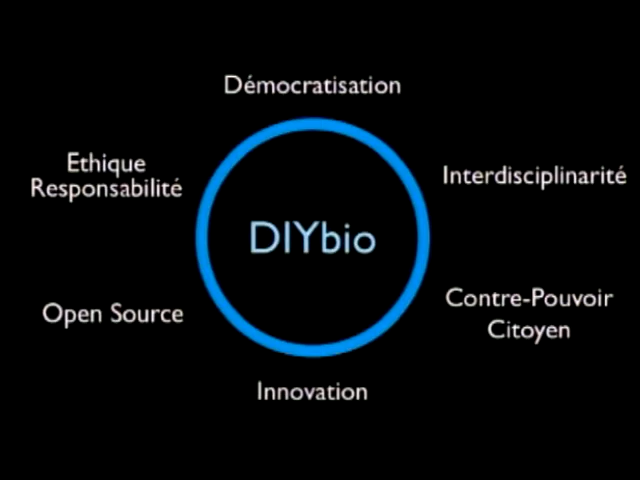 Démocratisation
Ethique
Responsabilité
Interdisciplinarité
DIYbio
Open Source
Contre-Pouvoir
Citoyen
Innovation